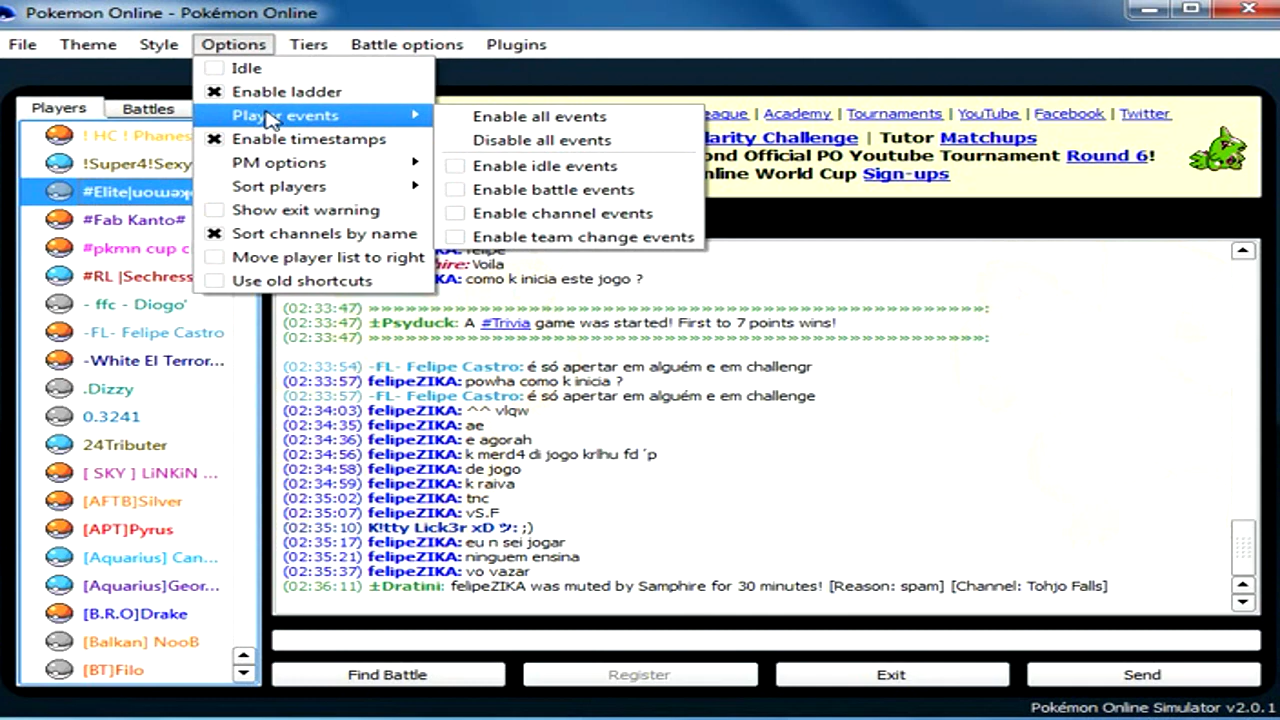 Pokemon Online - Pokémon Online
File Theme Style Options Tiers Battle options Plugins
Idle
Enable ladder
Player events
Enable timestamps
PM options
Sort players
Show exit warning
Sort channels by name
Move player list to right
Use old shortcuts
Enable all events
Disable all events
Enable idle events
Enable battle events
Enable channel events
Enable team change events
Players Battles
! HC ! Phanes
!Super4!Sexy
#Fab Kanto#
#pkmn cup c
#RL |Sechress
- ffc - Diogo'
-FL- Felipe Castro
-White El Terror...
.Dizzy
0.3241
24Tributer
[ SKY ] LiNKiN ...
[AFTB]Silver
[APT]Pyrus
[Aquarius] Can...
[Aquarius]Geor...
[B.R.O]Drake
[Balkan] NooB
[BT]Filo
eague | Academy | Tournaments | YouTube | Facebook | Twitter
larity Challenge | Tutor Matchups
ond Official PO Youtube Tournament Round 6!
nline World Cup Sign-ups
felipe
hire: Voila
KA: como k inicia este jogo ?
(02:33:47) »»»»»»»»»»»»»»»»»»»»»»»»»»»»»»»»»»»»»»»»»»»»»»»»»»»»:
(02:33:47) ±Psyduck: A #Trivia game was started! First to 7 points wins!
(02:33:47) »»»»»»»»»»»»»»»»»»»»»»»»»»»»»»»»»»»»»»»»»»»»»»»»»»»»:
(02:33:54) -FL- Felipe Castro: é só apertar em alguém e em challengr
(02:33:57) felipeZIKA: powha como k inicia ?
(02:33:57) -FL- Felipe Castro: é só apertar em alguém e em challenge
(02:34:03) felipeZIKA: ^^ vlqw
(02:34:35) felipeZIKA: ae
(02:34:36) felipeZIKA: e agorah
(02:34:56) felipeZIKA: k merd4 di jogo krlhu fd´p
(02:34:58) felipeZIKA: de jogo
(02:34:59) felipeZIKA: k raiva
(02:35:02) felipeZIKA: tnc
(02:35:07) felipeZIKA: vS.F
(02:35:10) K!tty Lick3r xD ツ: ;)
(02:35:17) felipeZIKA: eu n sei jogar
(02:35:21) felipeZIKA: ninguem ensina
(02:35:37) felipeZIKA: vo vazar
(02:36:11) ±Dratini: felipeZIKA was muted by Samphire for 30 minutes! [Reason: spam] [Channel: Tohjo Falls]
Find Battle Register Exit Send
Pokémon Online Simulator v2.0.1